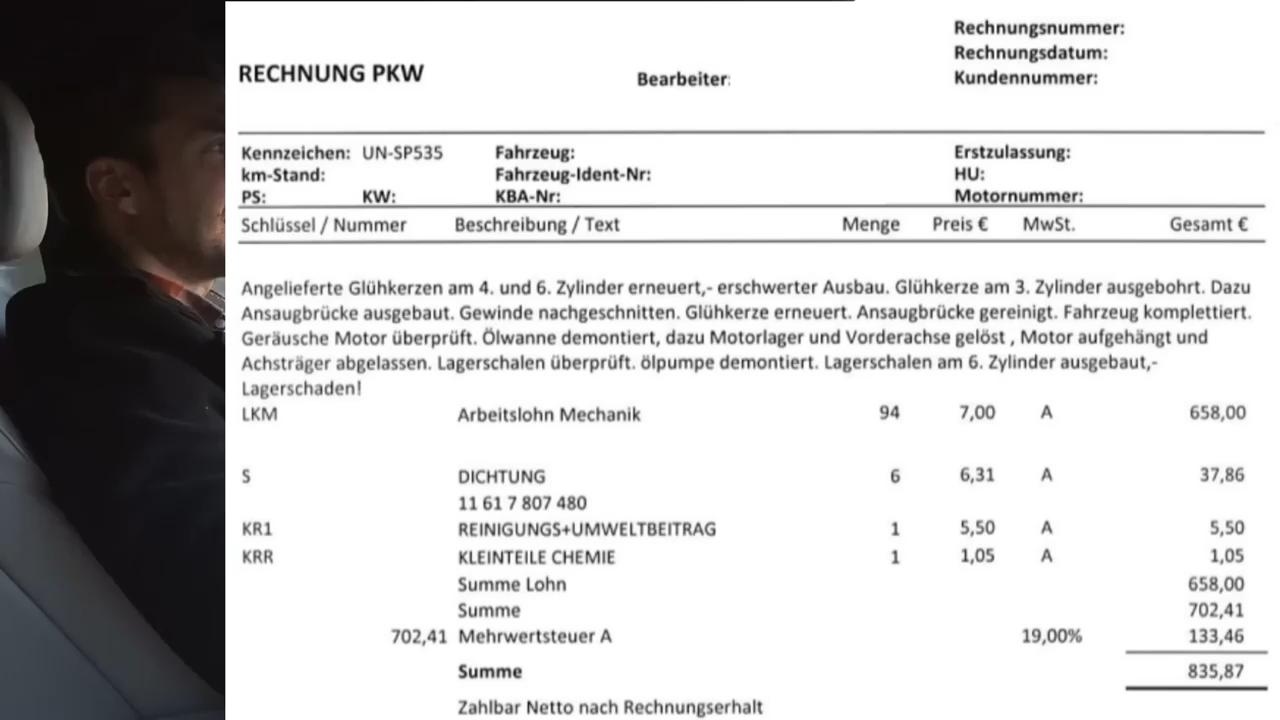 Rechnungsnummer:
Rechnungsdatum:
RECHNUNG PKW Bearbeiter: Kundennummer:
Kennzeichen: UN-SP535 Fahrzeug: Erstzulassung:
km-Stand: Fahrzeug-Ident-Nr: HU:
PS: KW: KBA-Nr: Motornummer:
Schlüssel / Nummer Beschreibung / Text Menge Preis € MwSt. Gesamt €
Angelieferte Glühkerzen am 4. und 6. Zylinder erneuert,- erschwerter Ausbau. Glühkerze am 3. Zylinder ausgebohrt. Dazu
Ansaugbrücke ausgebaut. Gewinde nachgeschnitten. Glühkerze erneuert. Ansaugbrücke gereinigt. Fahrzeug komplettiert.
Geräusche Motor überprüft. Ölwanne demontiert, dazu Motorlager und Vorderachse gelöst , Motor aufgehängt und
Achsträger abgelassen. Lagerschalen überprüft. ölpumpe demontiert. Lagerschalen am 6. Zylinder ausgebaut,-
Lagerschaden!
LKM Arbeitslohn Mechanik 94 7,00 A 658,00
S DICHTUNG 6 6,31 A 37,86
11 61 7 807 480
KR1 REINIGUNGS+UMWELTBEITRAG 1 5,50 A 5,50
KRR KLEINTEILE CHEMIE 1 1,05 A 1,05
Summe Lohn 658,00
Summe 702,41
702,41 Mehrwertsteuer A 19,00% 133,46
Summe 835,87
Zahlbar Netto nach Rechnungserhalt